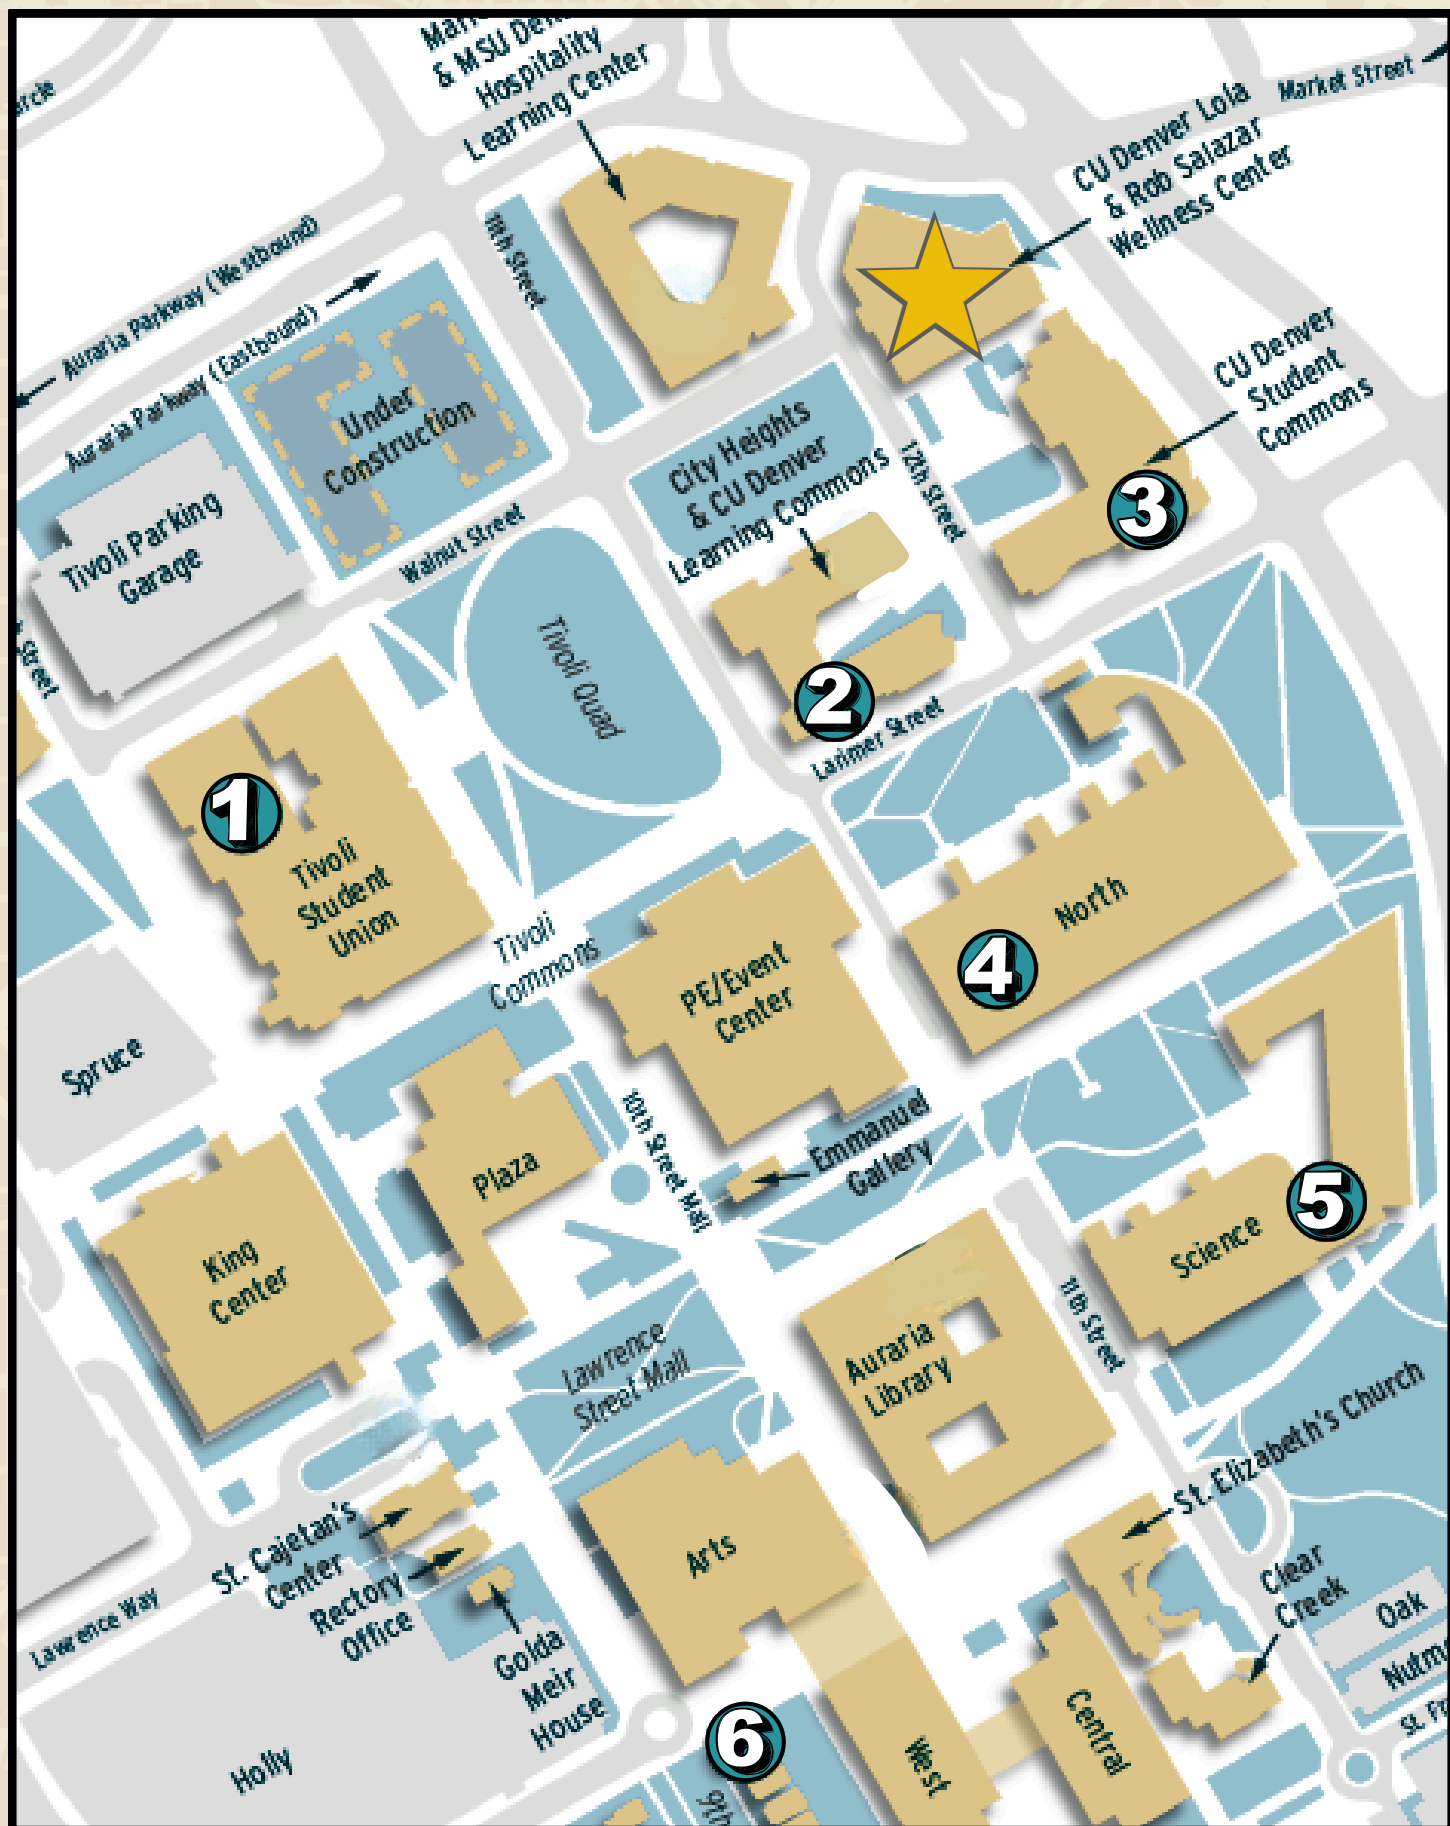 & MSU
Hospitality
Learning Center
Market Street
CU Denver Lola
& Rob Salazar
Wellness Center
11th Street
Auraria Parkway (Westbound)
Auraria Parkway (Eastbound)
Under
Construction
CU Denver
Student
Commons
City Heights
& CU Denver
Learning Commons
12th Street
3
Tivoli Parking
Garage
Walnut Street
Street
Tivoli Quad
2
Larimer Street
1
Tivoli
Student
Union
North
4
Tivoli
Commons
PE/Event
Center
Spruce
10th Street Mall
Emmanuel
Gallery
Plaza
5
Science
King
Center
11th Street
Lawrence
Street Mall
Auraria
Library
St. Elizabeth's Church
St. Cajetan's
Center
Rectory
Office
Arts
Clear
Creek
Oak
Lawrence Way
Golda
Meir
House
Central
6
West
Holly
9th